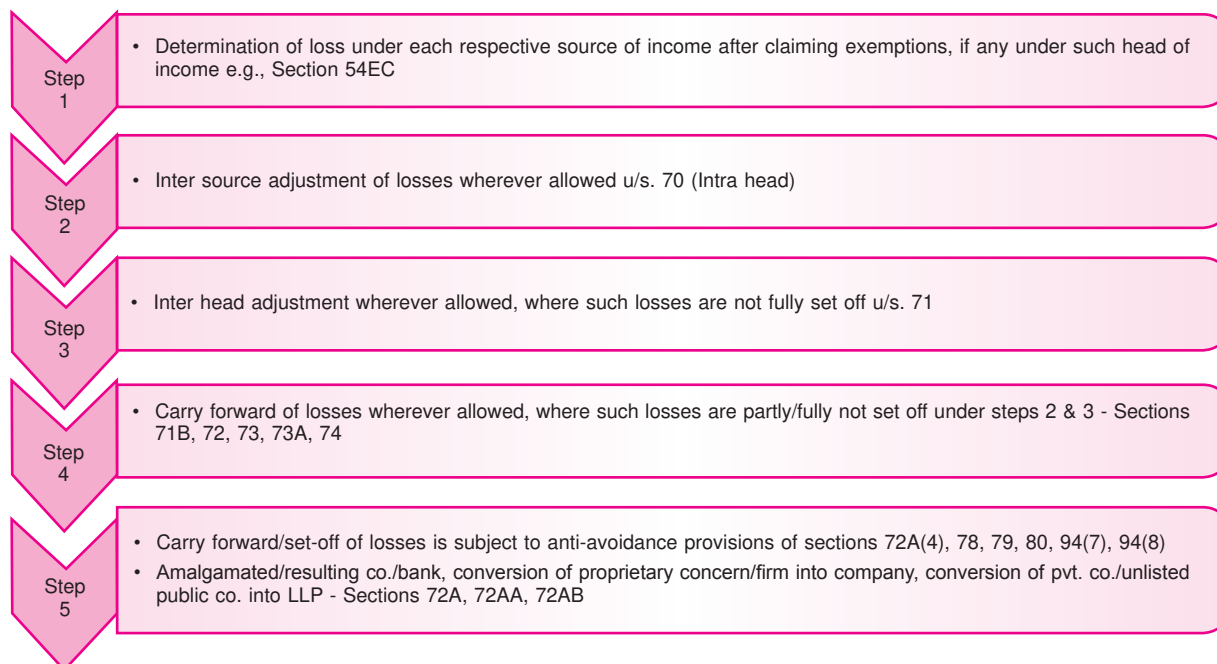 Step
1
• Determination of loss under each respective source of income after claiming exemptions, if any under such head of
income e.g., Section 54EC
Step
2
• Inter source adjustment of losses wherever allowed u/s. 70 (Intra head)
Step
3
• Inter head adjustment wherever allowed, where such losses are not fully set off u/s. 71
Step
4
• Carry forward of losses wherever allowed, where such losses are partly/fully not set off under steps 2 & 3 - Sections
71B, 72, 73, 73A, 74
Step
5
• Carry forward/set-off of losses is subject to anti-avoidance provisions of sections 72A(4), 78, 79, 80, 94(7), 94(8)
• Amalgamated/resulting co./bank, conversion of proprietary concern/firm into company, conversion of pvt. co./unlisted
public co. into LLP - Sections 72A, 72AA, 72AB